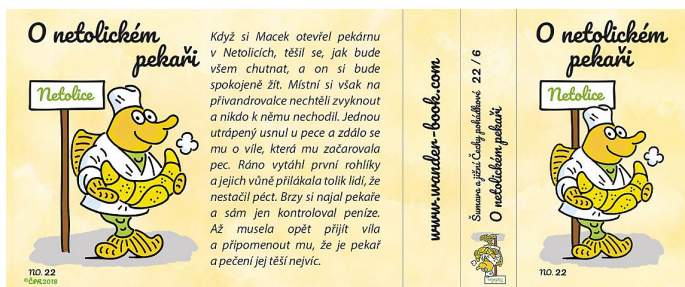 O netolickém
pekaři
Netolice
NO. 22
©ČPR2018
Když si Macek otevřel pekárnu
v Netolicích, těšil se, jak bude
všem chutnat, a on si bude
spokojeně žít. Místní si však na
přivandrovalce nechtěli zvyknout
a nikdo k němu nechodil. Jednou
utrápený usnul u pece a zdálo se
mu o víle, která mu začarovala
pec. Ráno vytáhl první rohlíky
a jejich vůně přilákala tolik lidí, že
nestačil péct. Brzy si najal pekaře
a sám jen kontroloval peníze.
Až musela opět přijít víla
a připomenout mu, že je pekař
a pečení jej těší nejvíc.
www.wander-book.com
Šumava a jižní Čechy pohádkové 22 / 6
O netolickém pekaři
O netolickém
pekaři
Netolice
NO. 22